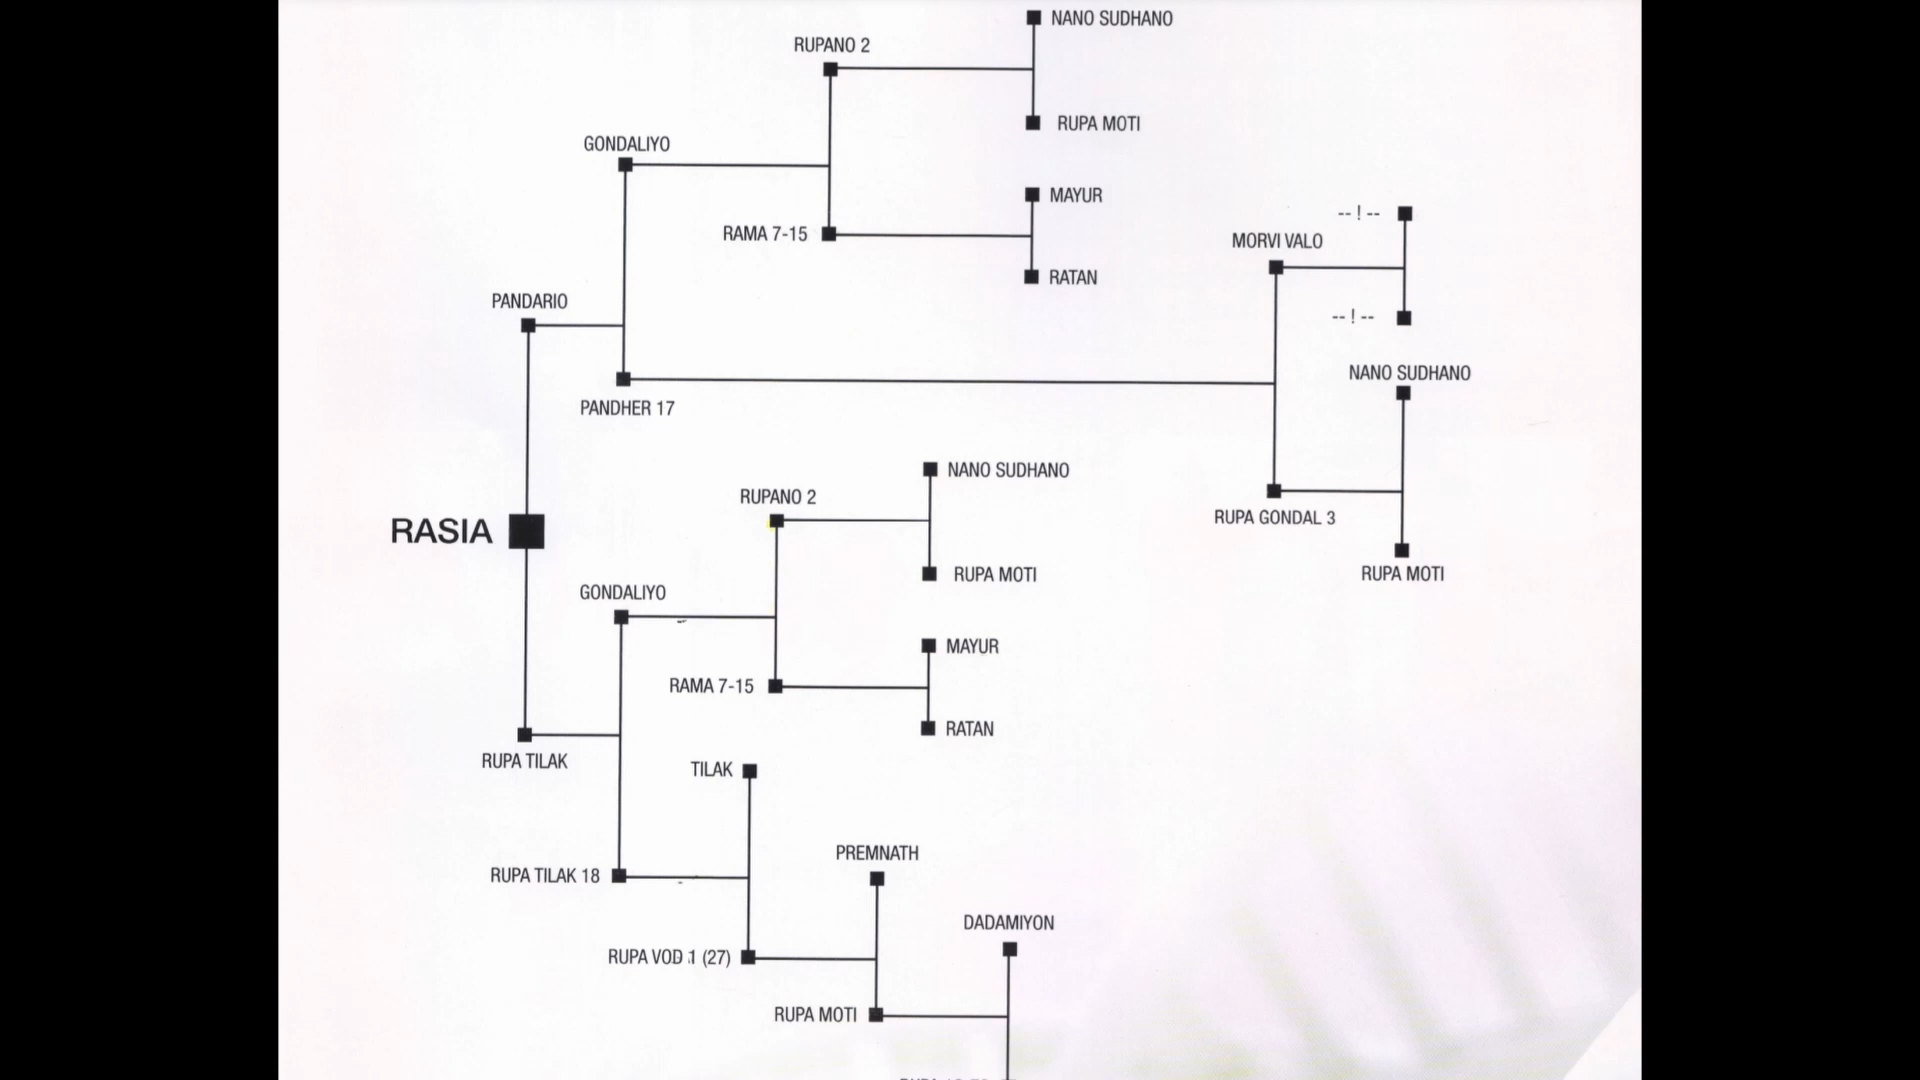 NANO SUDHANO
RUPANO 2
RUPA MOTI
GONDALIYO
MAYUR
RAMA 7-15
-- ! --
MORVI VALO
RATAN
PANDARIO
-- ! --
NANO SUDHANO
PANDHER 17
NANO SUDHANO
RUPANO 2
RUPA GONDAL 3
RASIA
RUPA MOTI
RUPA MOTI
GONDALIYO
MAYUR
RAMA 7-15
RATAN
RUPA TILAK
TILAK
PREMNATH
RUPA TILAK 18
DADAMIYON
RUPA VOD 1 (27)
RUPA MOTI